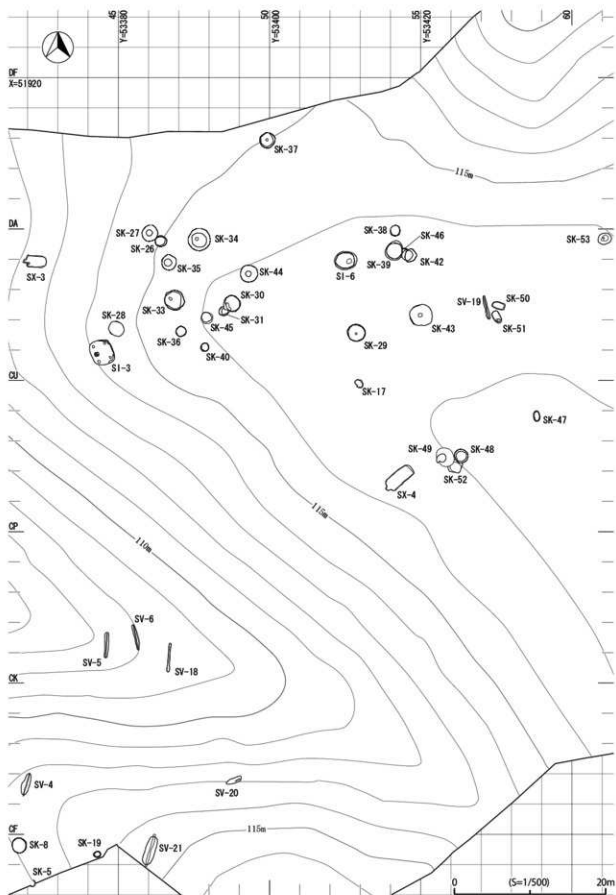 45
Y=53380
50
Y=53400
55
Y=53420
60
DF
X=51920
SK-37
115m
DA
SK-27
SK-26
SK-34
SK-38
SK-46
SK-53
SX-3
SK-35
SK-44
SI-6
SK-39
SK-42
SK-33
SK-30
SK-31
SK-28
SK-45
SK-36
SK-40
SI-3
SV-19
SK-50
SK-51
SK-43
SK-29
CU
SK-17
SK-47
SK-49
SK-48
SK-52
SX-4
115m
CP
110m
SV-6
SV-5
SV-18
CK
SV-4
SV-20
CF
SK-8
SK-19
SV-21
115m
SK-5
0 (S=1/500) 20m